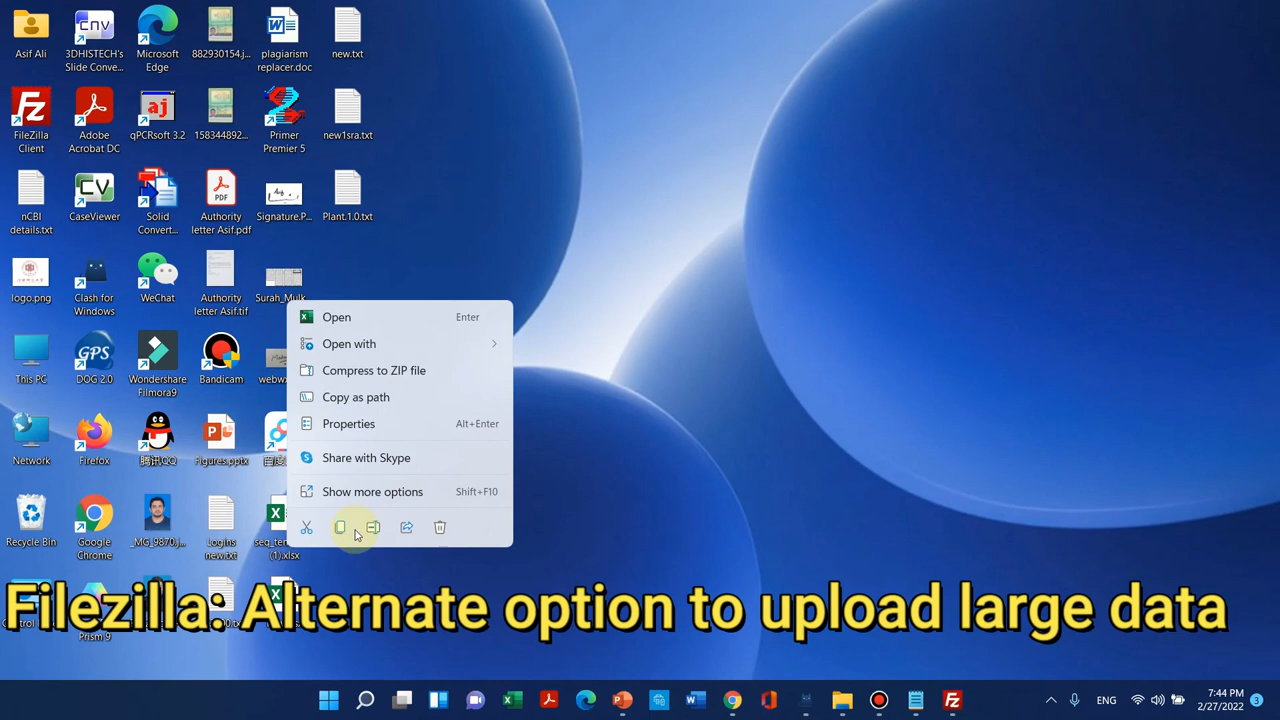 Asif Ali
3DHISTECH's
Slide Conve...
Microsoft
Edge
882930154.j...
plagiarism
replacer.doc
new.txt
FileZilla
Client
Adobe
Acrobat DC
qPCRsoft 3.2
158344892...
Primer
Premier 5
new1sra.txt
nCBI
details.txt
CaseViewer
Solid
Convert...
Authority
letter Asif.pdf
Signature.P...
Plant.1.0.txt
logo.png
Clash for
Windows
WeChat
Authority
letter Asif.tif
Surah_Mulk
This PC
DOG 2.0
Wondershare
Filmora9
Bandicam
Network
Firefox
腾讯QQ
Figures.pptx
Recycle Bin
Google
Chrome
_MG_9870.j...
Logins
new.txt
(1).xlsx
Prism 9
Open Enter
Open with
Compress to ZIP file
Copy as path
Properties Alt+Enter
Share with Skype
Show more options Shift+F10
Filezilla: Alternate option to upload large data
ENG
7:44 PM
2/27/2022
3